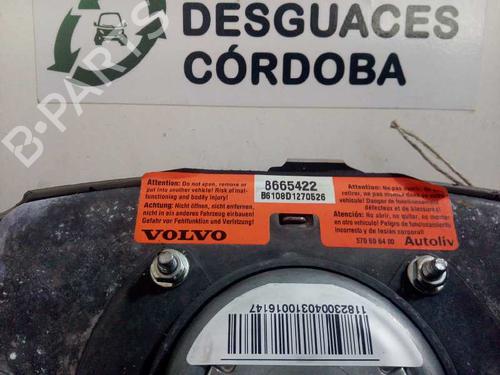 DESGUACES
CÓRDOBA
B-PARTS
Attention: Do not open, remove or
put into another vehicle! Risk of mal-
functioning and bodily injury!
Achtung: Nicht öffnen, nicht entfernen,
nicht in ein anderes Fahrzeug einbauen!
Gefahr vor Fehlfunktion und Verletzung!
VOLVO
8665422
B6108D1270526
Attention: Ne pas ouvrir, ne pas
retirer, ne pas monter dans un autre
véhicule! Danger de fonctionnement
défectueux et de blessure!
Atención: No abrir, no quitar, no montar
en otro vehículo! Peligro de funcionamiento
incorrecto y de lesión corporal!
570 60 64 00
Autoliv
1182300040310016147